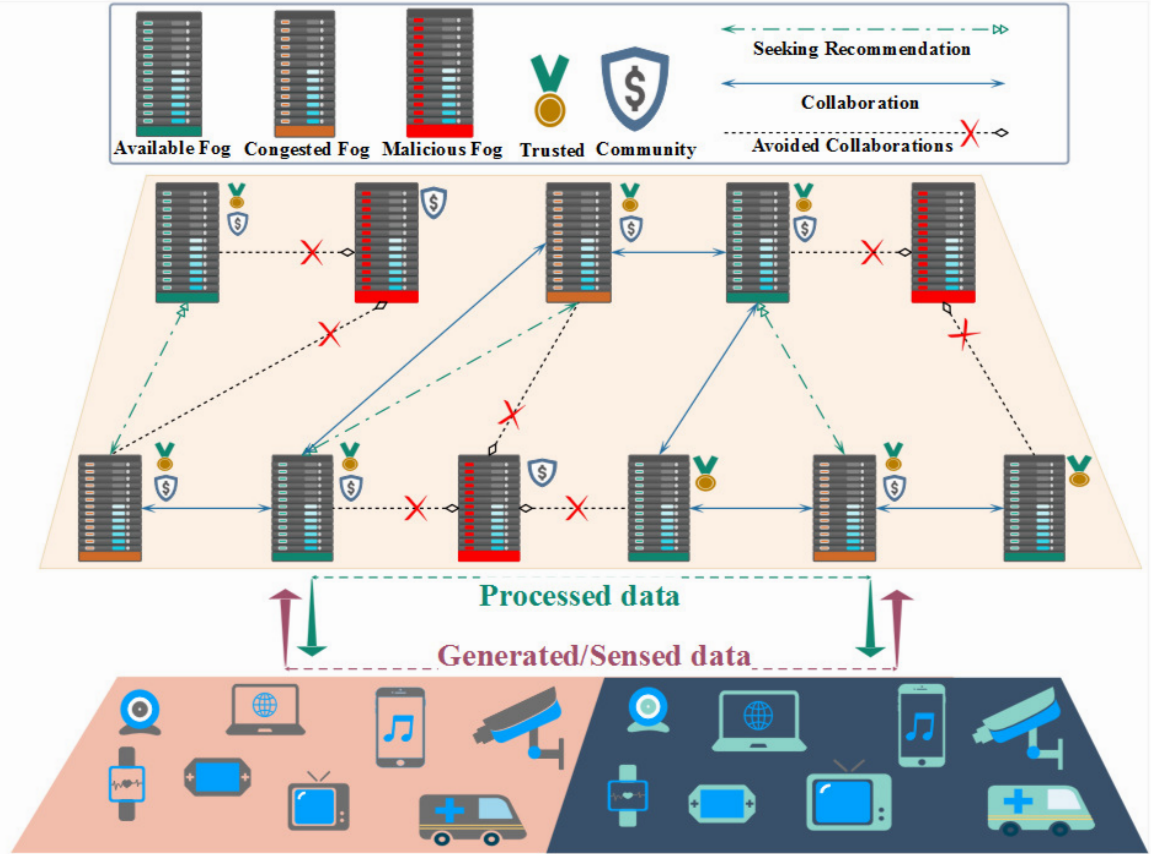 Seeking Recommendation
Collaboration
Available Fog Congested Fog Malicious Fog Trusted Community Avoided Collaborations
Processed data
Generated/Sensed data